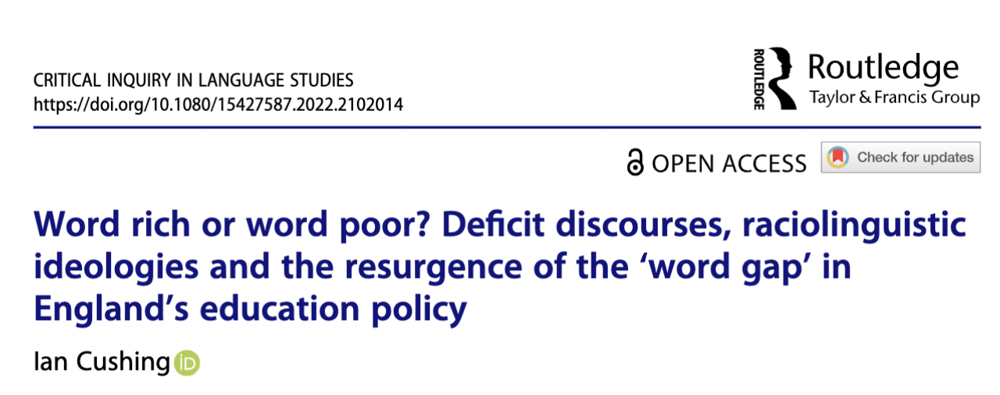 CRITICAL INQUIRY IN LANGUAGE STUDIES
https://doi.org/10.1080/15427587.2022.2102014
ROUTLEDGE
Routledge
Taylor & Francis Group
OPEN ACCESS
Check for updates
Word rich or word poor? Deficit discourses, raciolinguistic
ideologies and the resurgence of the ‘word gap’ in
England’s education policy
Ian Cushing iD